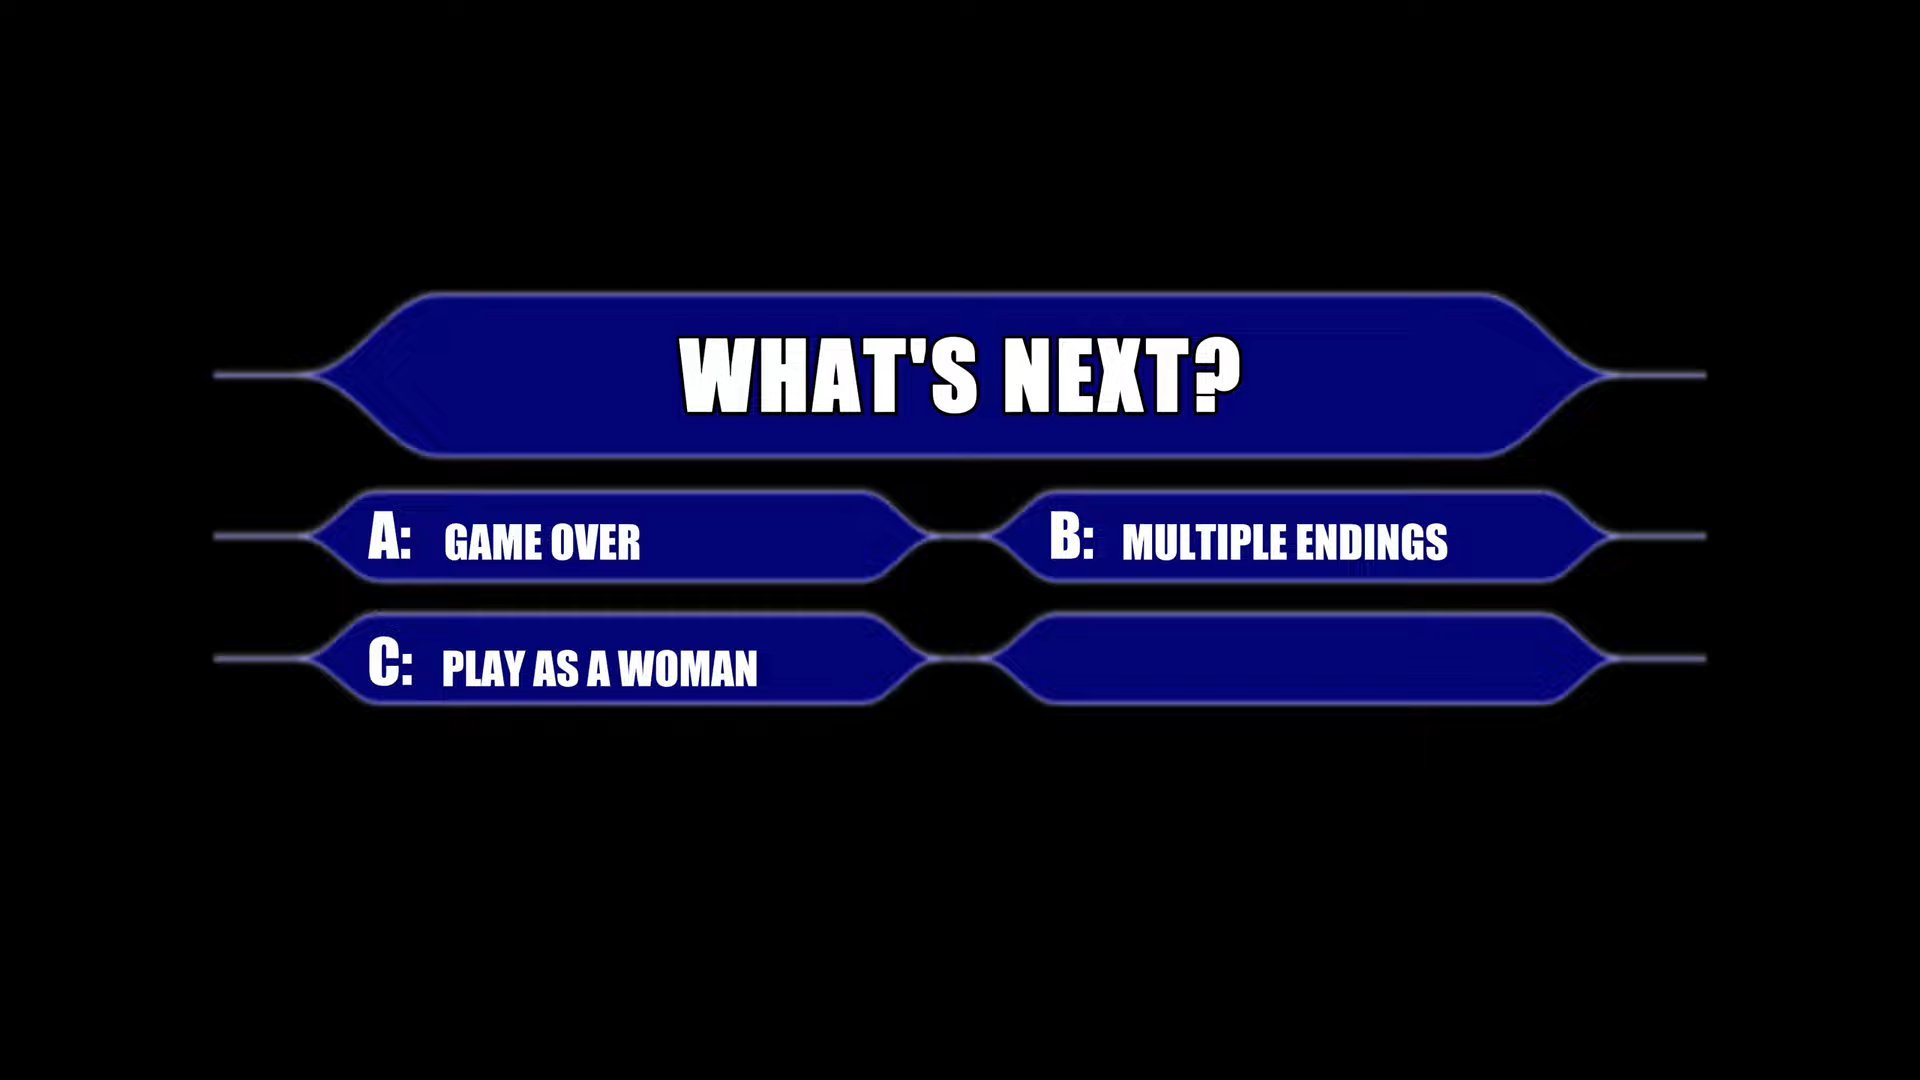 WHAT'S NEXT?
A: GAME OVER
B: MULTIPLE ENDINGS
C: PLAY AS A WOMAN